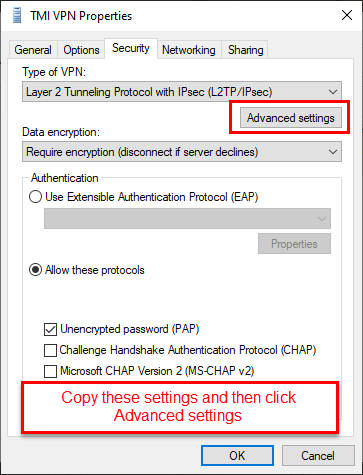 TMI VPN Properties
General Options Security Networking Sharing
Type of VPN:
Layer 2 Tunneling Protocol with IPsec (L2TP/IPsec)
Advanced settings
Data encryption:
Require encryption (disconnect if server declines)
Authentication
Use Extensible Authentication Protocol (EAP)
Properties
Allow these protocols
Unencrypted password (PAP)
Challenge Handshake Authentication Protocol (CHAP)
Microsoft CHAP Version 2 (MS-CHAP v2)
Copy these settings and then click
Advanced settings
OK Cancel